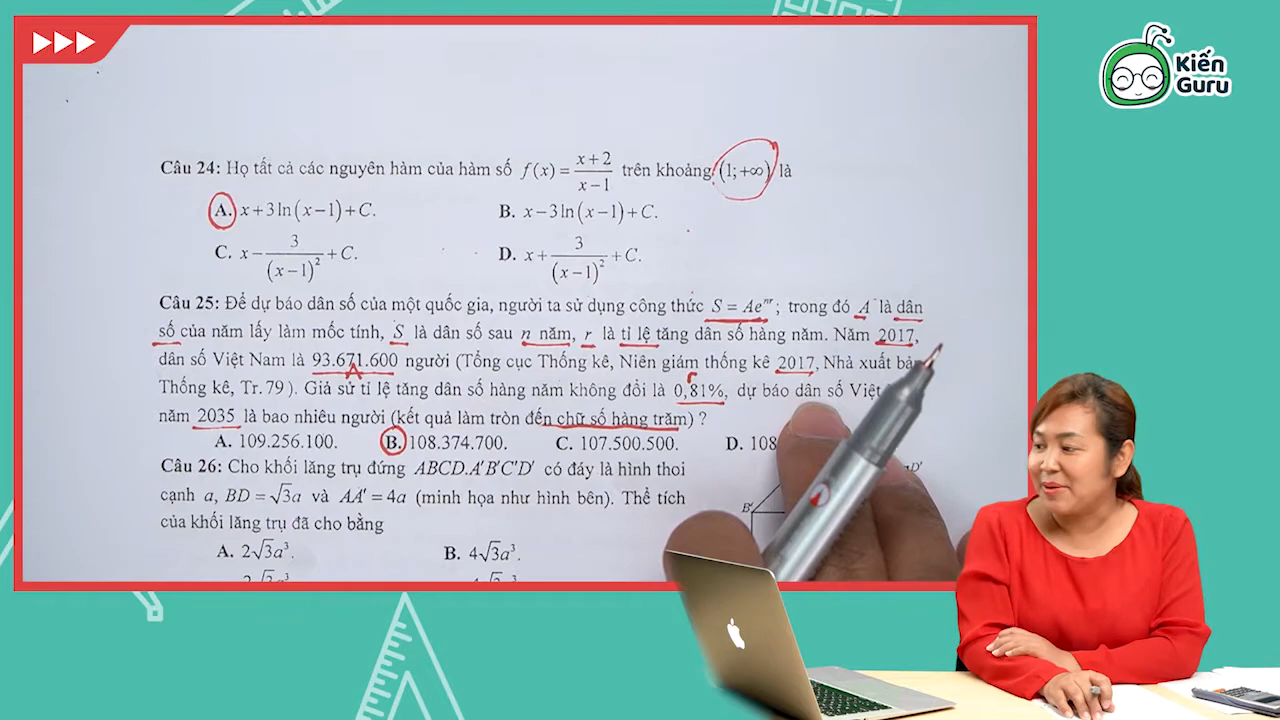 Kiến
Guru
Câu 24: Họ tất cả các nguyên hàm của hàm số f(x) = (x+2)/(x−1) trên khoảng (1;+∞) là
A. x+3ln(x−1)+C. B. x−3ln(x−1)+C.
C. x−3/(x−1)²+C. D. x+3/(x−1)²+C.
Câu 25: Để dự báo dân số của một quốc gia, người ta sử dụng công thức S = Aeⁿʳ; trong đó A là dân
số của năm lấy làm mốc tính, S là dân số sau n năm, r là tỉ lệ tăng dân số hàng năm. Năm 2017,
dân số Việt Nam là 93.671.600 người (Tổng cục Thống kê, Niên giám thống kê 2017, Nhà xuất bản
Thống kê, Tr.79). Giả sử tỉ lệ tăng dân số hàng năm không đổi là 0,81%, dự báo dân số Việt
năm 2035 là bao nhiêu người (kết quả làm tròn đến chữ số hàng trăm) ?
A. 109.256.100. B. 108.374.700. C. 107.500.500. D. 108
Câu 26: Cho khối lăng trụ đứng ABCD.A'B'C'D' có đáy là hình thoi
cạnh a, BD = √3a và AA' = 4a (minh họa như hình bên). Thể tích
của khối lăng trụ đã cho bằng
A. 2√3a³. B. 4√3a³.
B'
D'